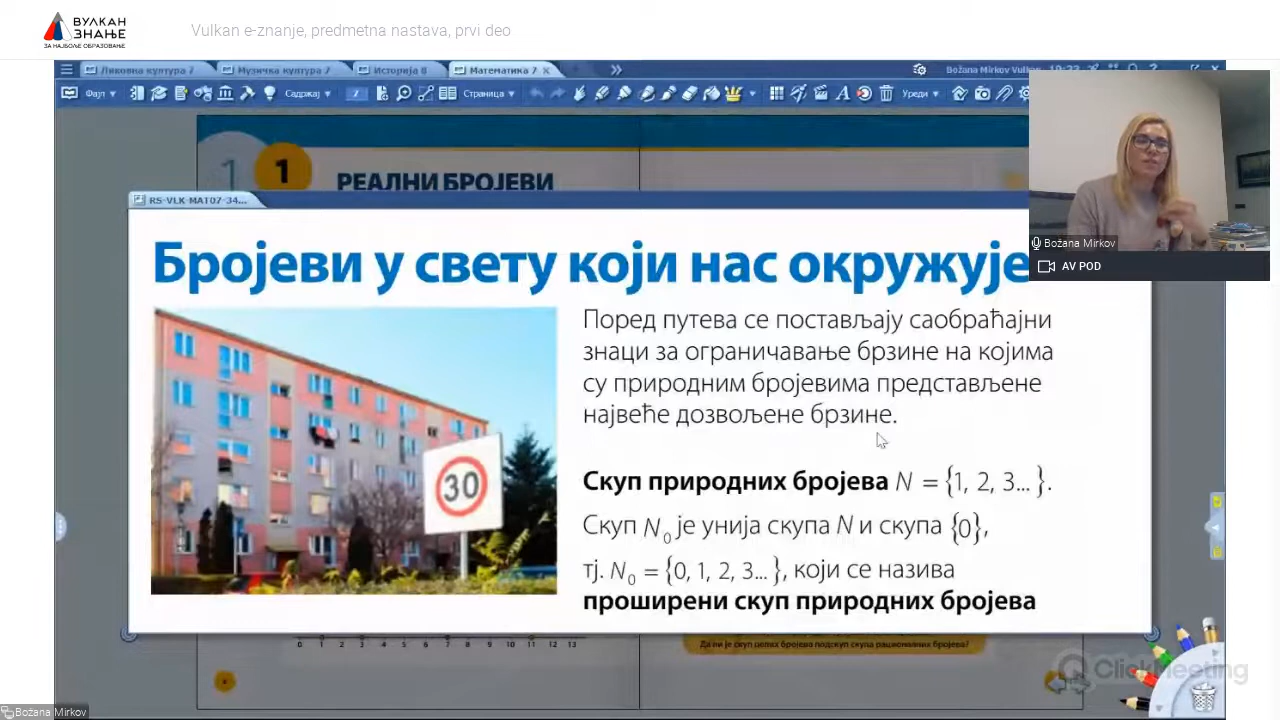 ВУЛКАН
ЗНАЊЕ
ЗА НАЈБОЉЕ ОБРАЗОВАЊЕ
Vulkan e-znanje, predmetna nastava, prvi deo
Ликовна култура 7
Музичка култура 7
Историја 8
Математика 7
Božana Mirkov
Фајл
Садржај
7
Страница
Уреди
1 1
РЕАЛНИ БРОЈЕВИ
RS-VLK-MAT07-34...
Božana Mirkov
AV POD
Бројеви у свету који нас окружује
Поред путева се постављају саобраћајни
знаци за ограничавање брзине на којима
су природним бројевима представљене
највеће дозвољене брзине.
30
Скуп природних бројева N = {1, 2, 3... }.
Скуп N₀ је унија скупа N и скупа {0},
тј. N₀ = {0, 1, 2, 3... }, који се назива
проширени скуп природних бројева
0 1 2 3 4 5 6 7 8 9 10 11 12 13
Да ли је скуп целих бројева подскуп скупа рационалних бројева?
ClickMeeting
Božana Mirkov